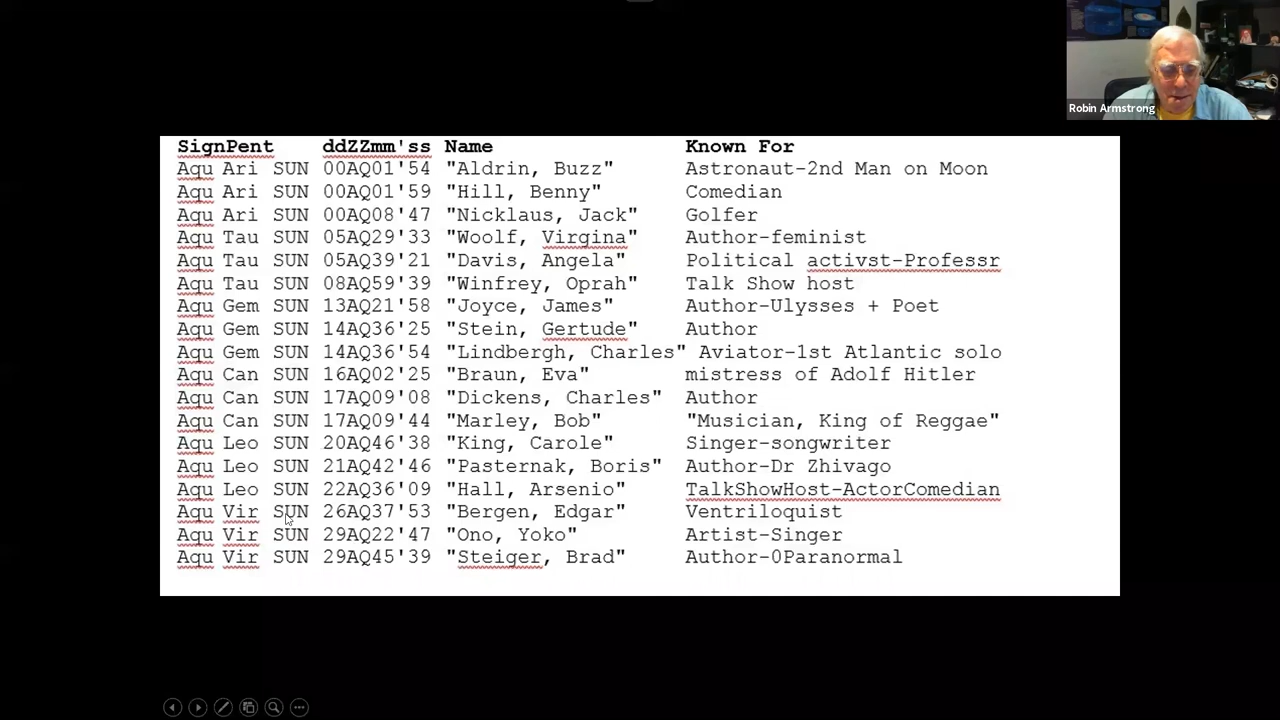 Robin Armstrong
SignPent ddZZmm'ss Name Known For
Aqu Ari SUN 00AQ01'54 "Aldrin, Buzz" Astronaut-2nd Man on Moon
Aqu Ari SUN 00AQ01'59 "Hill, Benny" Comedian
Aqu Ari SUN 00AQ08'47 "Nicklaus, Jack" Golfer
Aqu Tau SUN 05AQ29'33 "Woolf, Virgina" Author-feminist
Aqu Tau SUN 05AQ39'21 "Davis, Angela" Political activst-Professr
Aqu Tau SUN 08AQ59'39 "Winfrey, Oprah" Talk Show host
Aqu Gem SUN 13AQ21'58 "Joyce, James" Author-Ulysses + Poet
Aqu Gem SUN 14AQ36'25 "Stein, Gertude" Author
Aqu Gem SUN 14AQ36'54 "Lindbergh, Charles" Aviator-1st Atlantic solo
Aqu Can SUN 16AQ02'25 "Braun, Eva" mistress of Adolf Hitler
Aqu Can SUN 17AQ09'08 "Dickens, Charles" Author
Aqu Can SUN 17AQ09'44 "Marley, Bob" "Musician, King of Reggae"
Aqu Leo SUN 20AQ46'38 "King, Carole" Singer-songwriter
Aqu Leo SUN 21AQ42'46 "Pasternak, Boris" Author-Dr Zhivago
Aqu Leo SUN 22AQ36'09 "Hall, Arsenio" TalkShowHost-ActorComedian
Aqu Vir SUN 26AQ37'53 "Bergen, Edgar" Ventriloquist
Aqu Vir SUN 29AQ22'47 "Ono, Yoko" Artist-Singer
Aqu Vir SUN 29AQ45'39 "Steiger, Brad" Author-0Paranormal